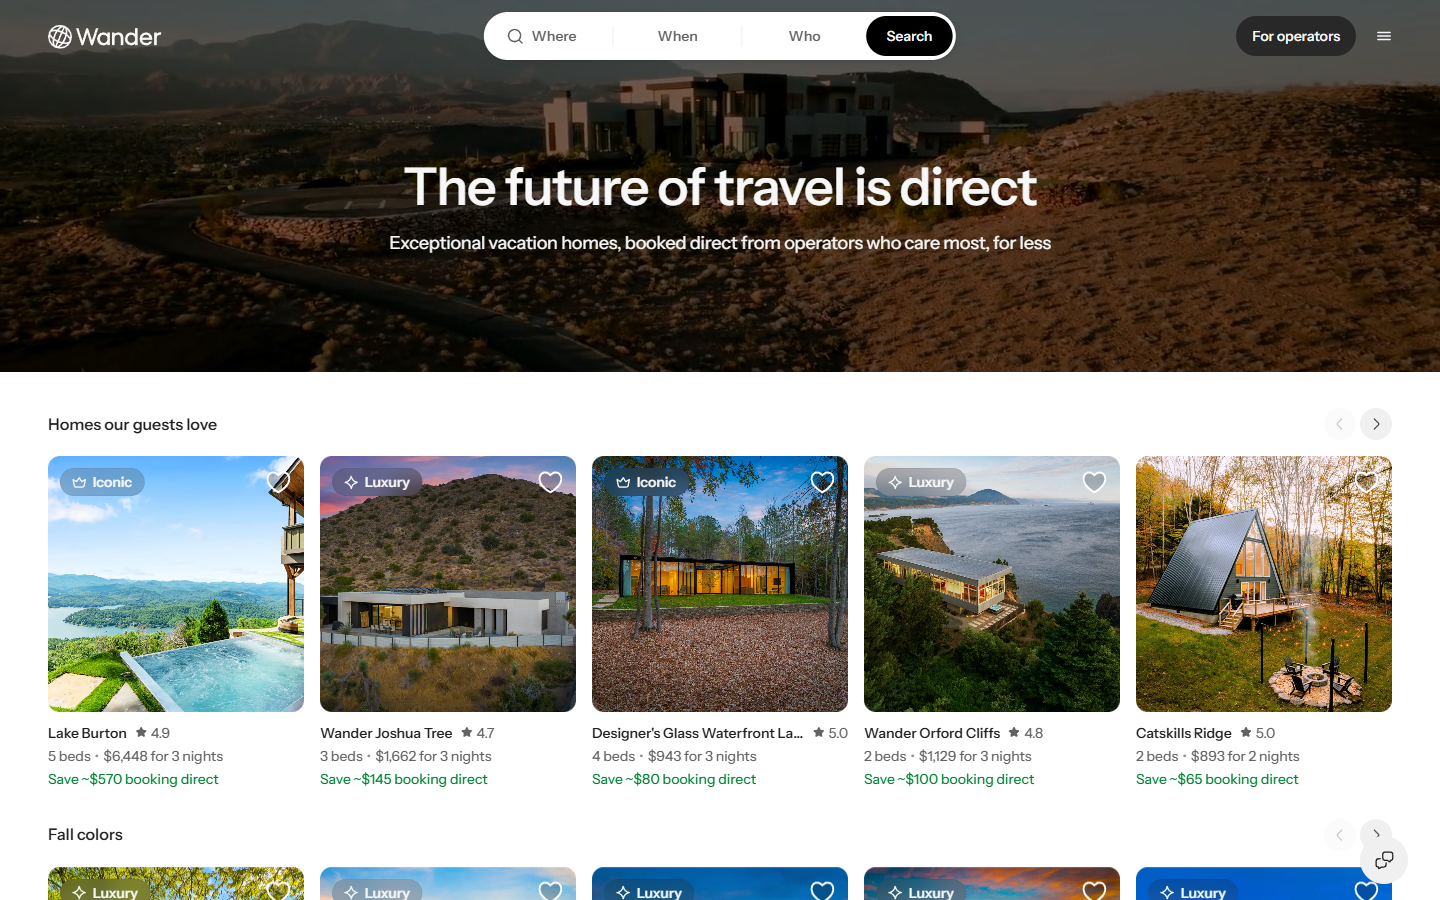 Wander
Where
When
Who
Search
For operators
The future of travel is direct
Exceptional vacation homes, booked direct from operators who care most, for less
Homes our guests love
Iconic
Luxury
Iconic
Luxury
Lake Burton 4.9
5 beds · $6,448 for 3 nights
Save ~$570 booking direct
Wander Joshua Tree 4.7
3 beds · $1,662 for 3 nights
Save ~$145 booking direct
Designer's Glass Waterfront La... 5.0
4 beds · $943 for 3 nights
Save ~$80 booking direct
Wander Orford Cliffs 4.8
2 beds · $1,129 for 3 nights
Save ~$100 booking direct
Catskills Ridge 5.0
2 beds · $893 for 2 nights
Save ~$65 booking direct
Fall colors
Luxury
Luxury
Luxury
Luxury
Luxury